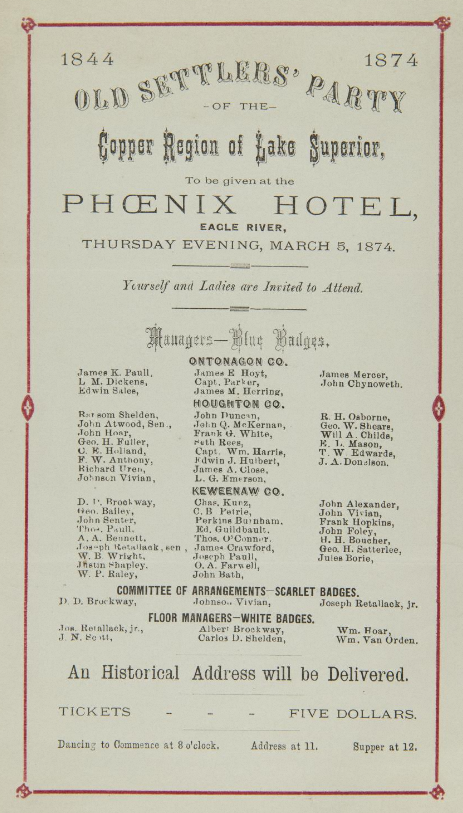 1844 1874
OLD SETTLERS' PARTY
-OF THE-
Copper Region of Lake Superior,
To be given at the
PHŒNIX HOTEL,
EAGLE RIVER,
THURSDAY EVENING, MARCH 5, 1874.
Yourself and Ladies are Invited to Attend.
Managers—Blue Badges.
ONTONAGON CO.
James K. Paull, James E Hoyt, James Mercer,
L M. Dickens, Capt. Parker, John Chynoweth.
Edwin Sales, James M. Herring,
HOUGHTON CO.
Ransom Shelden, John Duncan, R. H. Osborne,
John Atwood, Sen., John Q. McKernan, Geo. W. Shears,
John Hoar, Frank G. White, Will A. Childs,
Geo. H. Fuller, Seth Rees, E. L. Mason,
C. E. Holland, Capt. Wm. Harris, T. W. Edwards,
F. W. Anthony, Edwin J. Hulbert, J. A. Donalson.
Richard Uren, James A. Close,
Johnson Vivian, L. G. Emerson,
KEWEENAW CO.
D. D. Brockway, Chas. Kunz, John Alexander,
Geo. Bailey, C. B Petrie, John Vivian,
John Senter, Perkins Burnham, Frank Hopkins,
Thos. Paull, Ed. Guildbault, John Foley,
A. A. Bennett, Thos. O'Conner, H. H. Boucher,
Joseph Retallack, sen, James Crawford, Geo. H. Satterlee,
W. B. Wright, Joseph Paull, Jules Borie,
Justin Shapley, O. A. Farwell,
W. P. Raley, John Bath,
COMMITTEE OF ARRANGEMENTS—SCARLET BADGES.
D. D. Brockway, Johnson Vivian, Joseph Retallack, jr.
FLOOR MANAGERS—WHITE BADGES.
Jos. Retallack, jr., Albert Brockway, Wm. Hoar,
J. N. Scott, Carlos D. Shelden, Wm. Van Orden.
An Historical Address will be Delivered.
TICKETS - - - FIVE DOLLARS.
Dancing to Commence at 8 o'clock. Address at 11. Supper at 12.